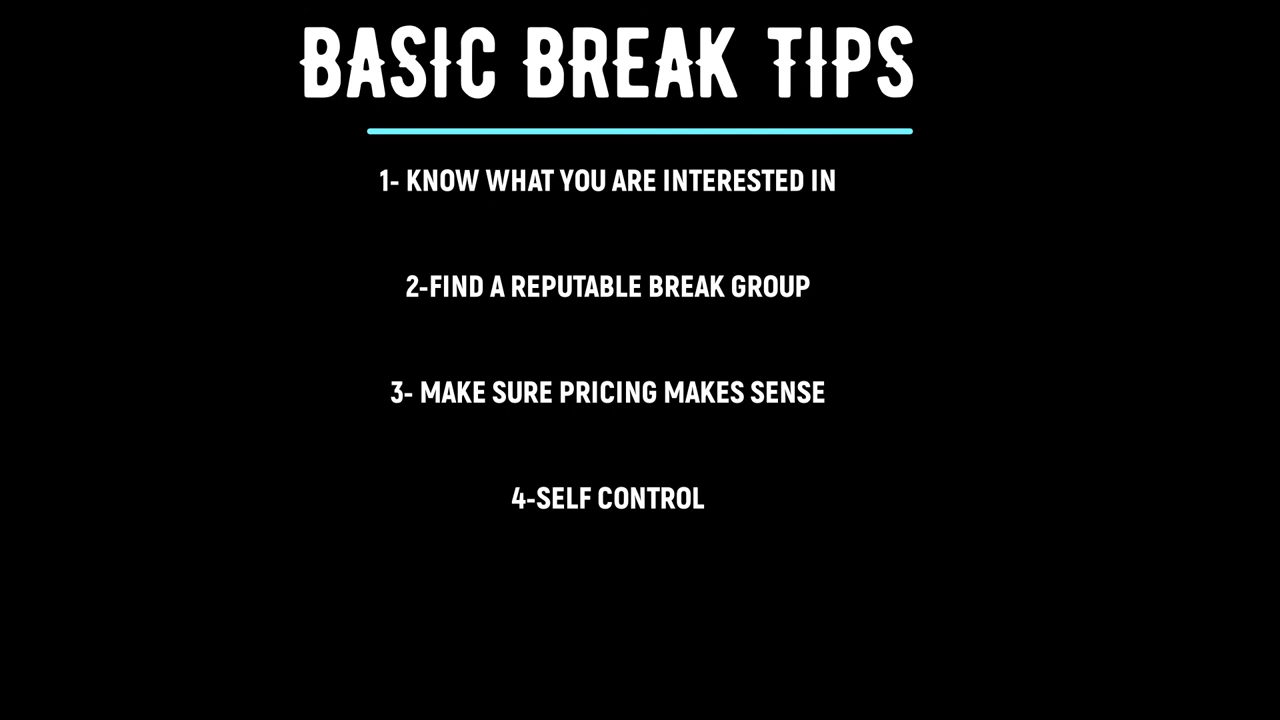 BASIC BREAK TIPS
1- KNOW WHAT YOU ARE INTERESTED IN
2-FIND A REPUTABLE BREAK GROUP
3- MAKE SURE PRICING MAKES SENSE
4-SELF CONTROL